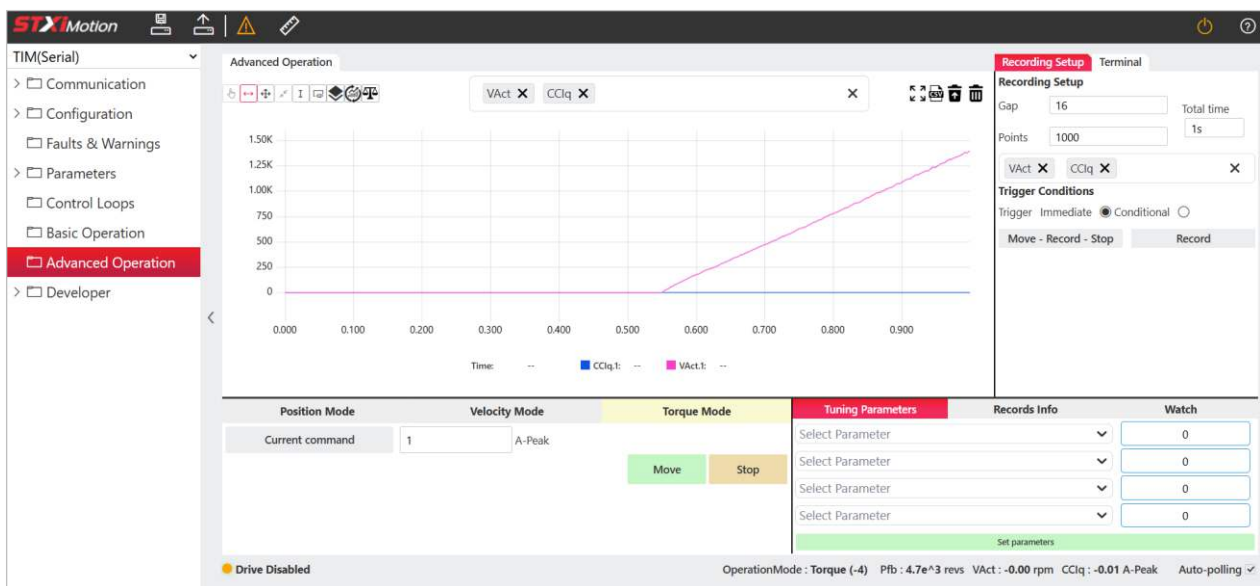 STXI Motion
TIM(Serial)
Communication
Configuration
Faults & Warnings
Parameters
Control Loops
Basic Operation
Advanced Operation
Developer
Advanced Operation
VAct X CCIq X X
CSV
1.50K
1.25K
1.00K
750
500
250
0
0.000 0.100 0.200 0.300 0.400 0.500 0.600 0.700 0.800 0.900
Time: -- CCIq.1: -- VAct.1: --
Recording Setup Terminal
Recording Setup
Gap 16 Total time
Points 1000 1s
VAct X CCIq X X
Trigger Conditions
Trigger Immediate Conditional
Move - Record - Stop Record
Position Mode Velocity Mode Torque Mode
Current command 1 A-Peak
Move Stop
Tuning Parameters Records Info Watch
Select Parameter 0
Select Parameter 0
Select Parameter 0
Select Parameter 0
Set parameters
Drive Disabled
OperationMode : Torque (-4) Pfb : 4.7e^3 revs VAct : -0.00 rpm CCIq : -0.01 A-Peak Auto-polling